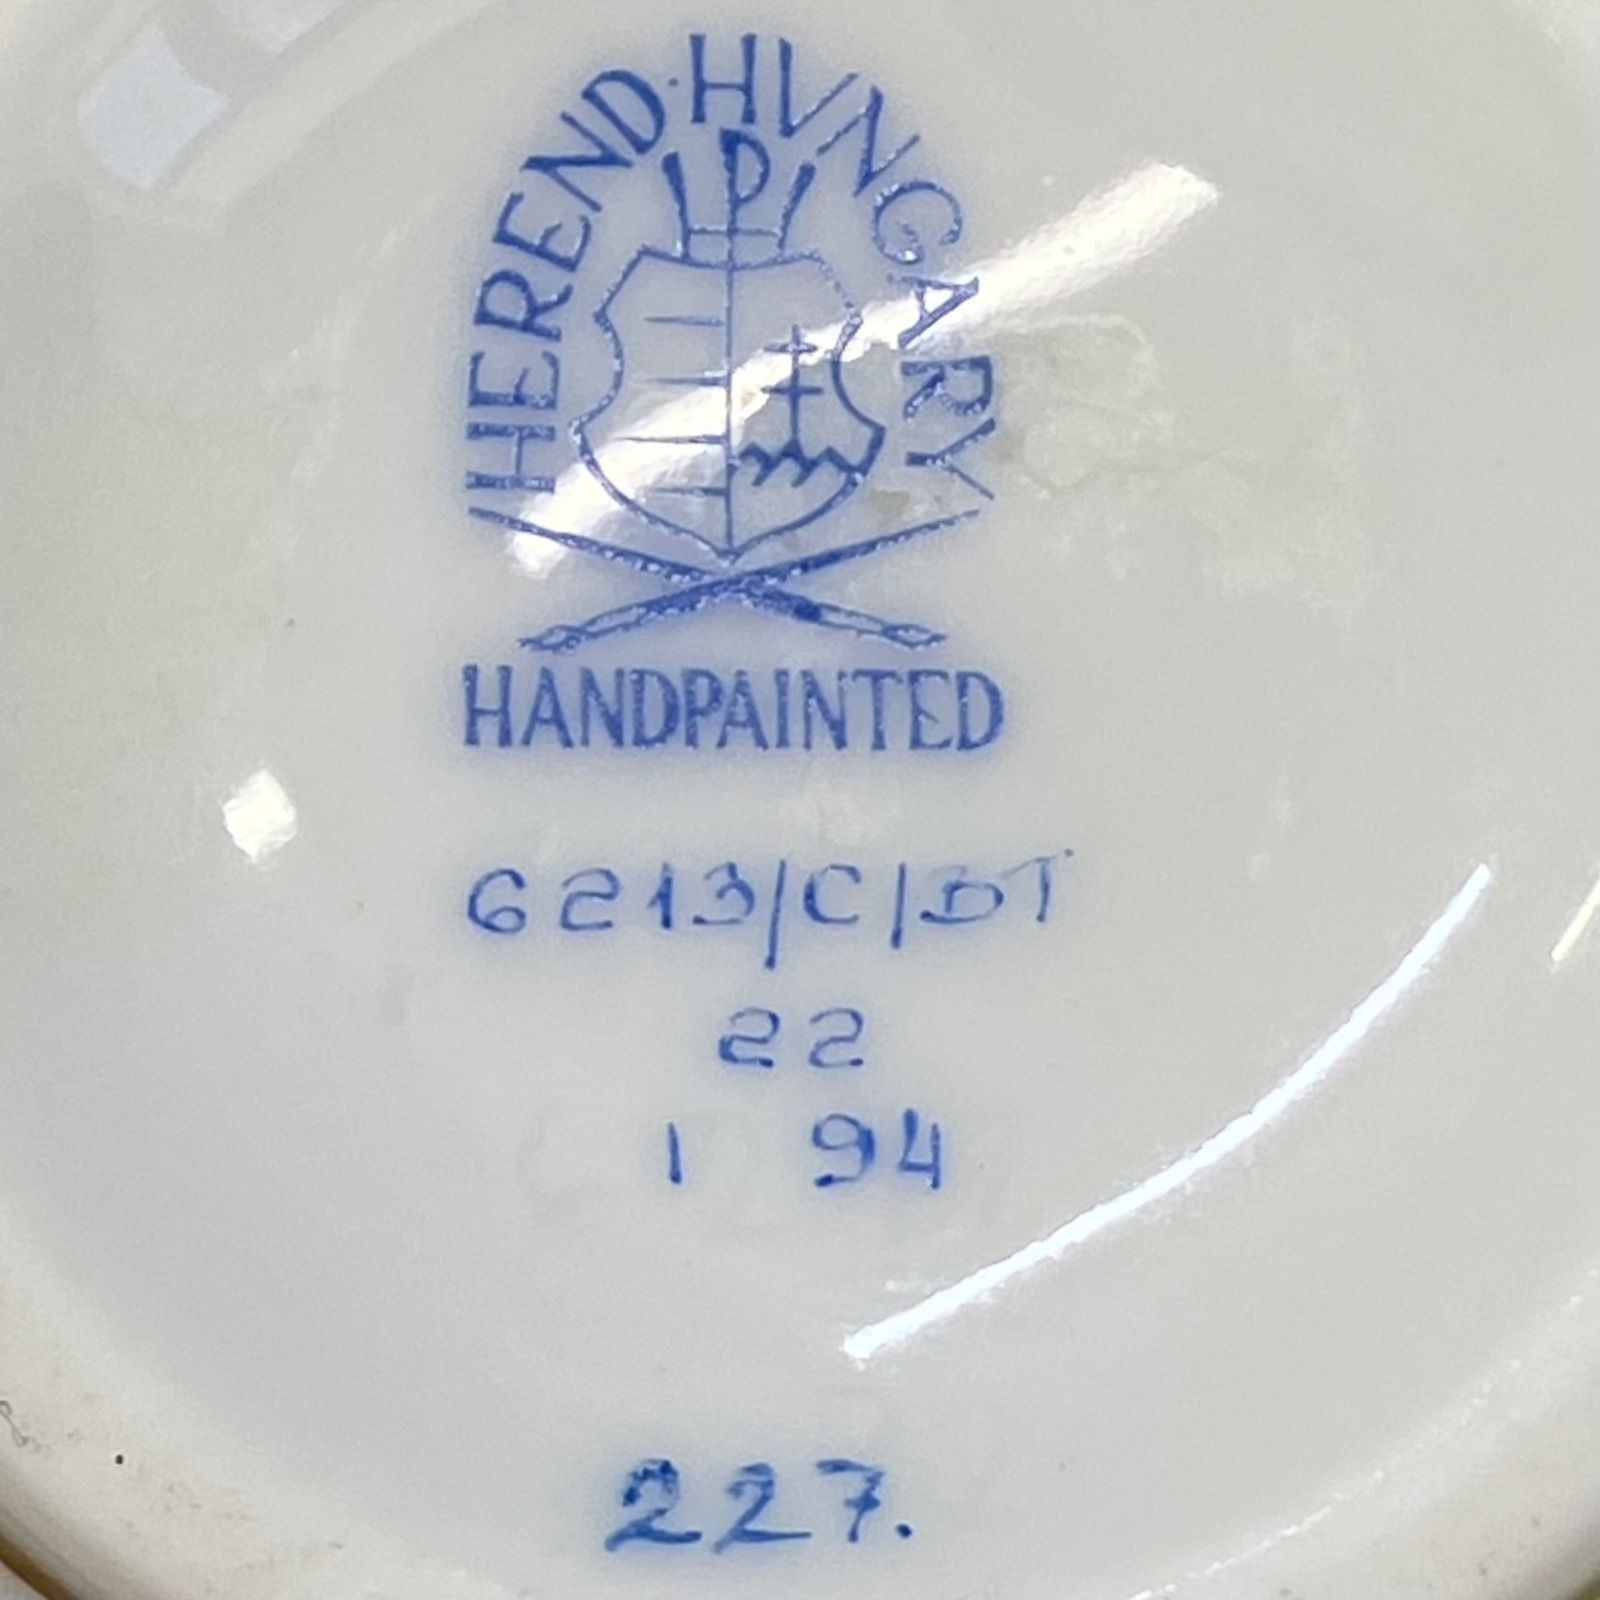 HEREND·HVNGARY
HANDPAINTED
6213/C/DT
22
1 94
227.